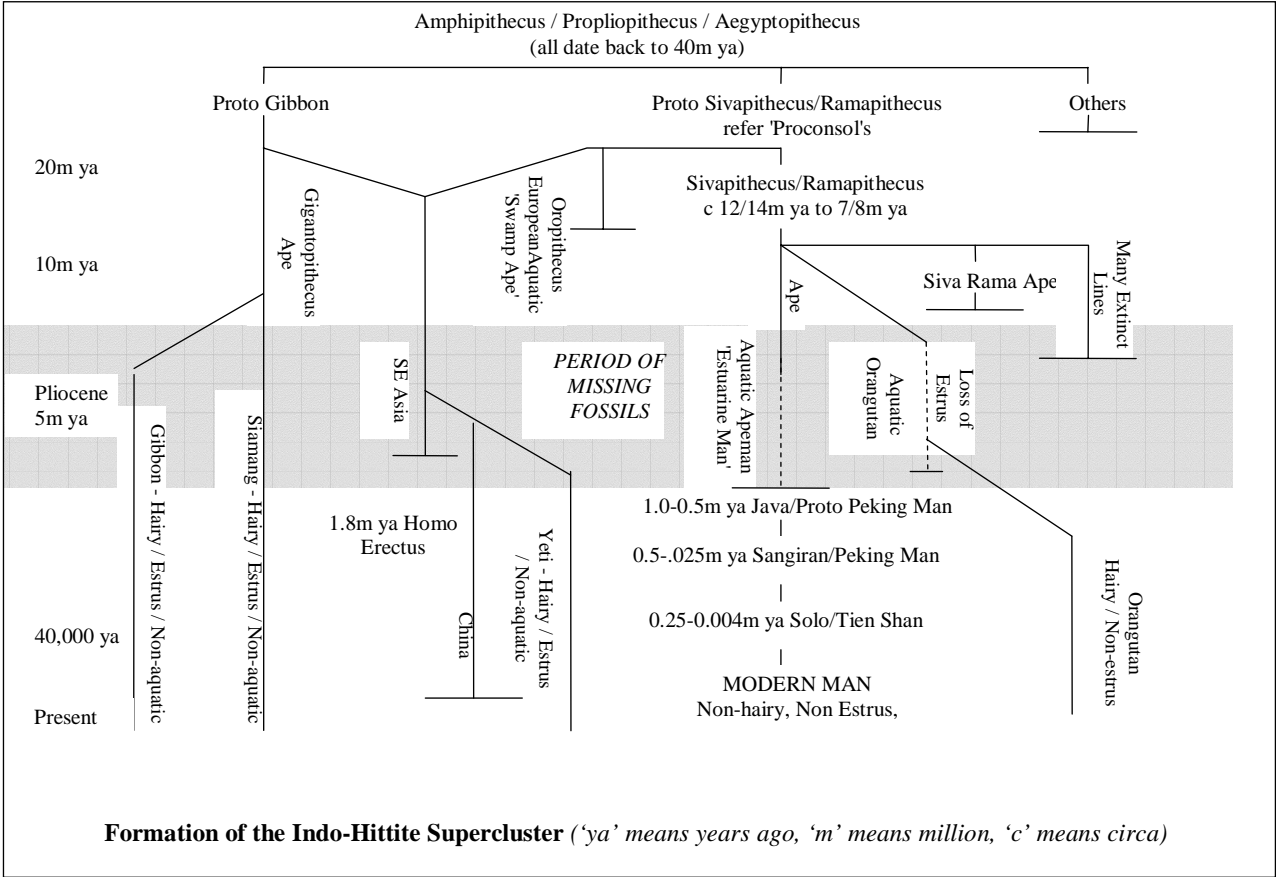 Amphipithecus / Propliopithecus / Aegyptopithecus
(all date back to 40m ya)
Proto Gibbon
Proto Sivapithecus/Ramapithecus
refer 'Proconsol's
Others
20m ya
Sivapithecus/Ramapithecus
c 12/14m ya to 7/8m ya
Gigantopithecus
Ape
Oropithecus
EuropeanAquatic
'Swamp Ape'
10m ya
Ape
Siva Rama Ape
Many Extinct
Lines
Pliocene
5m ya
SE Asia
PERIOD OF
MISSING
FOSSILS
Aquatic Apeman
'Estuarine Man'
Aquatic
Orangutan
Loss of
Estrus
Gibbon - Hairy / Estrus / Non-aquatic
Siamang - Hairy / Estrus / Non-aquatic
1.8m ya Homo
Erectus
China
Yeti - Hairy / Estrus
/ Non-aquatic
1.0-0.5m ya Java/Proto Peking Man
0.5-.025m ya Sangiran/Peking Man
0.25-0.004m ya Solo/Tien Shan
Orangutan
Hairy / Non-estrus
40,000 ya
Present
MODERN MAN
Non-hairy, Non Estrus,
Formation of the Indo-Hittite Supercluster (‘ya’ means years ago, ‘m’ means million, ‘c’ means circa)